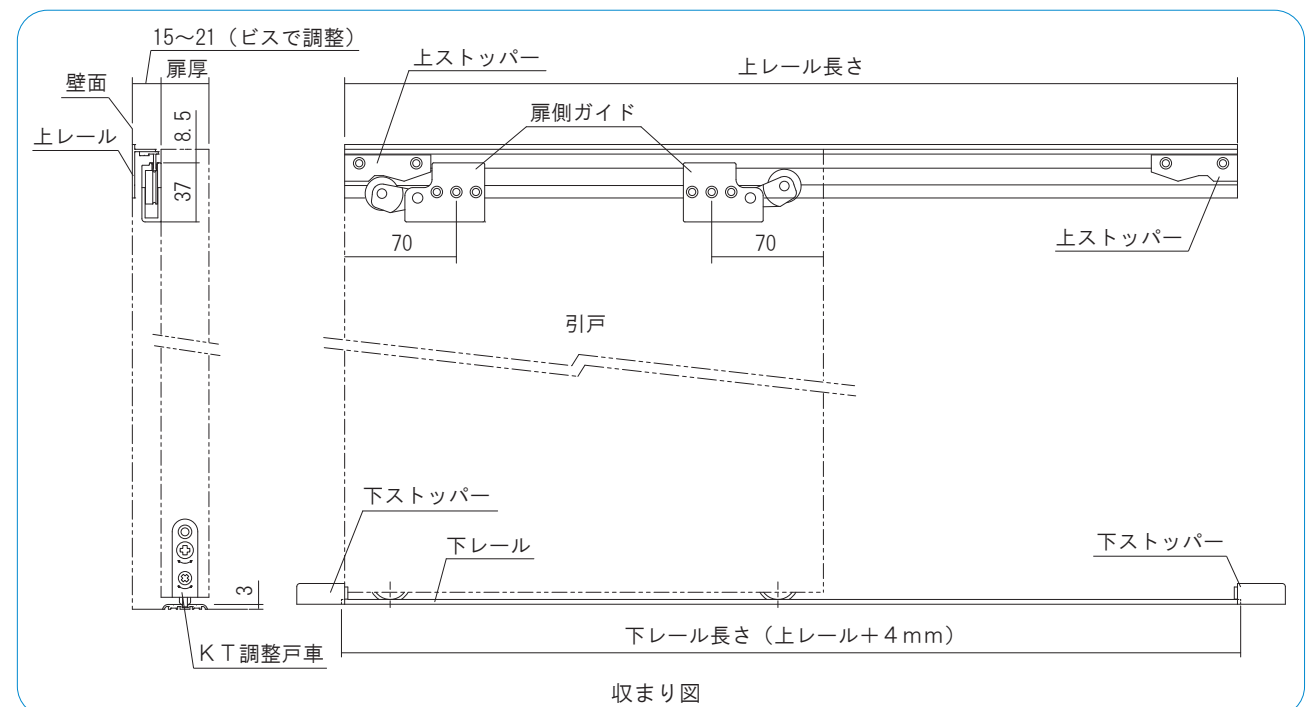 15～21（ビスで調整）
扉厚
壁面
上レール
8.5
37
上ストッパー
上レール長さ
扉側ガイド
70
70
上ストッパー
引戸
下ストッパー
下レール
下ストッパー
3
下レール長さ（上レール＋４ｍｍ）
ＫＴ調整戸車
収まり図